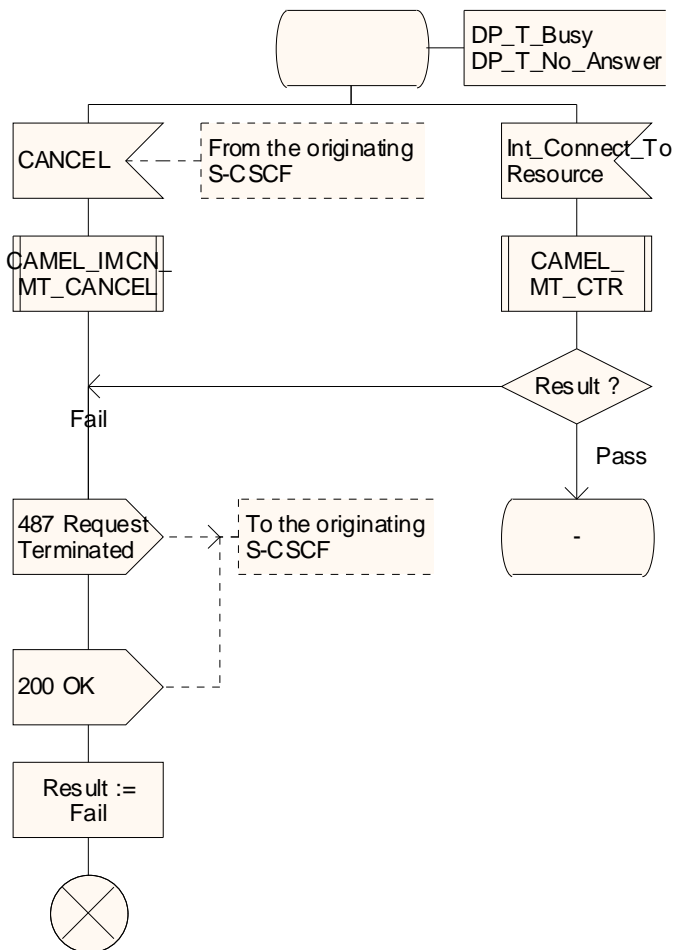 DP_T_Busy
DP_T_No_Answer
CANCEL
From the originating
S-CSCF
Int_Connect_To
Resource
CAMEL_IMCN_
MT_CANCEL
CAMEL_
MT_CTR
Result ?
Fail
Pass
487 Request
Terminated
To the originating
S-CSCF
-
200 OK
Result :=
Fail